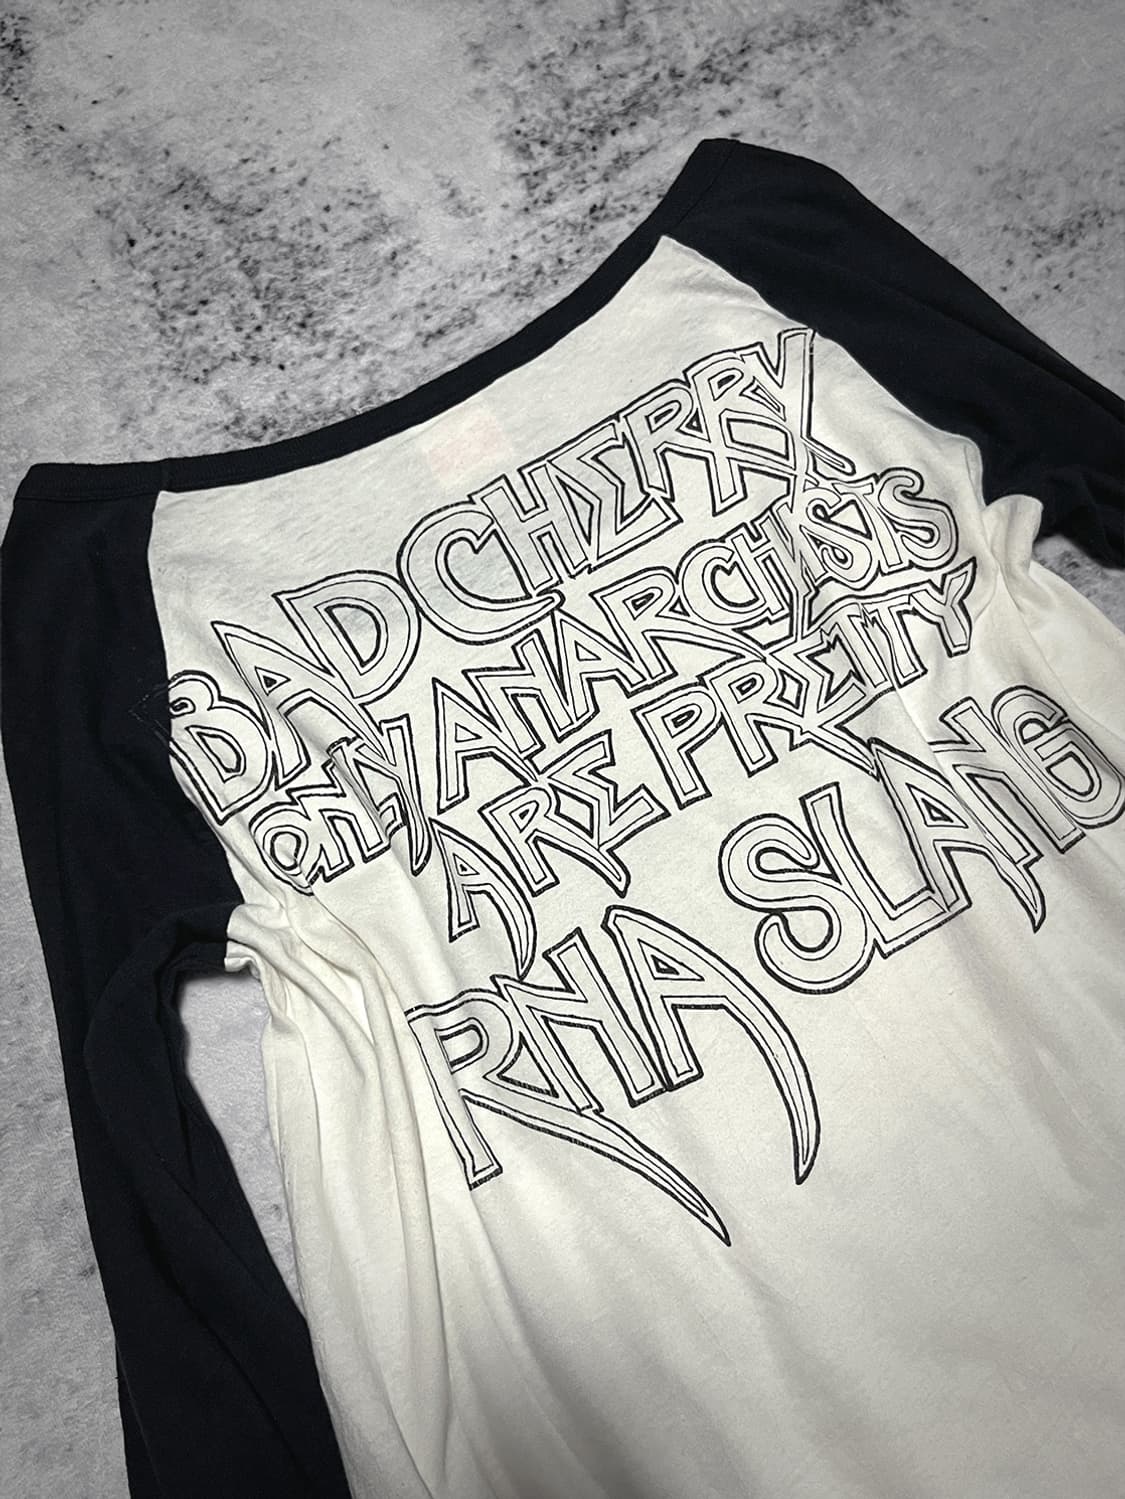 BAD CHERRY
ONLY ANARCHISTS
ARE PRETTY
RNA SLANG